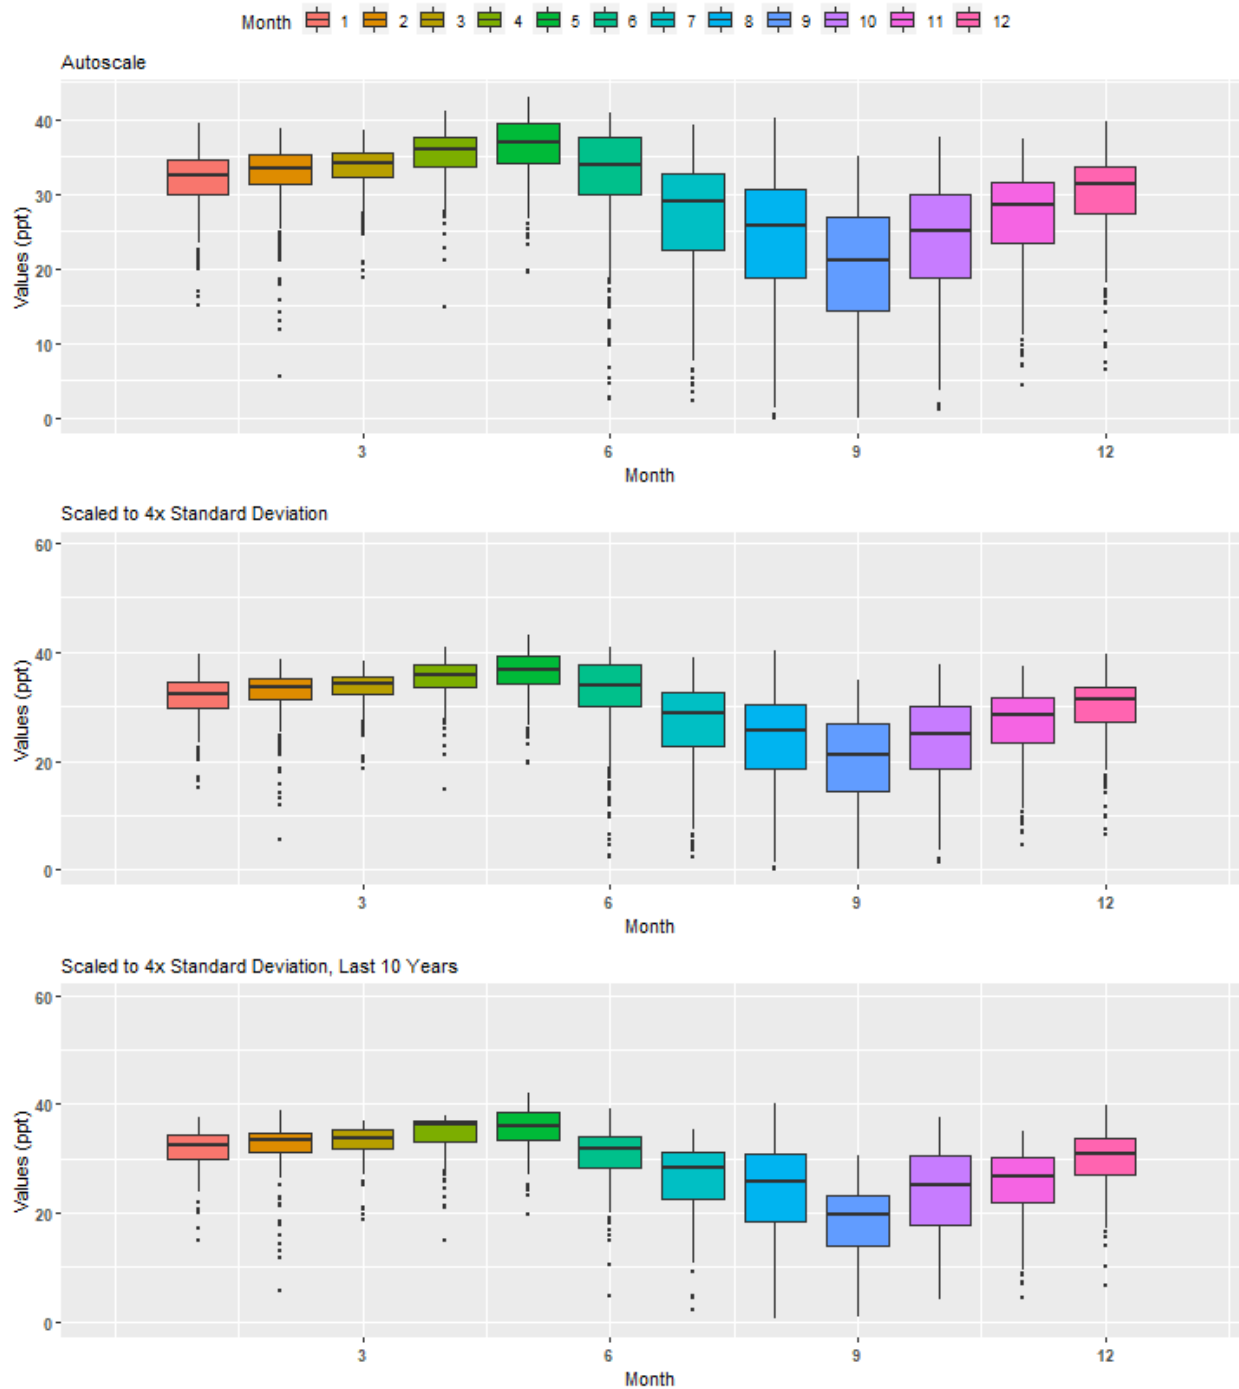 Month 1 2 3 4 5 6 7 8 9 10 11 12
Autoscale
Values (ppt)
40
30
20
10
0
3 6 9 12
Month
Scaled to 4x Standard Deviation
Values (ppt)
60
40
20
0
3 6 9 12
Month
Scaled to 4x Standard Deviation, Last 10 Years
Values (ppt)
60
40
20
0
3 6 9 12
Month